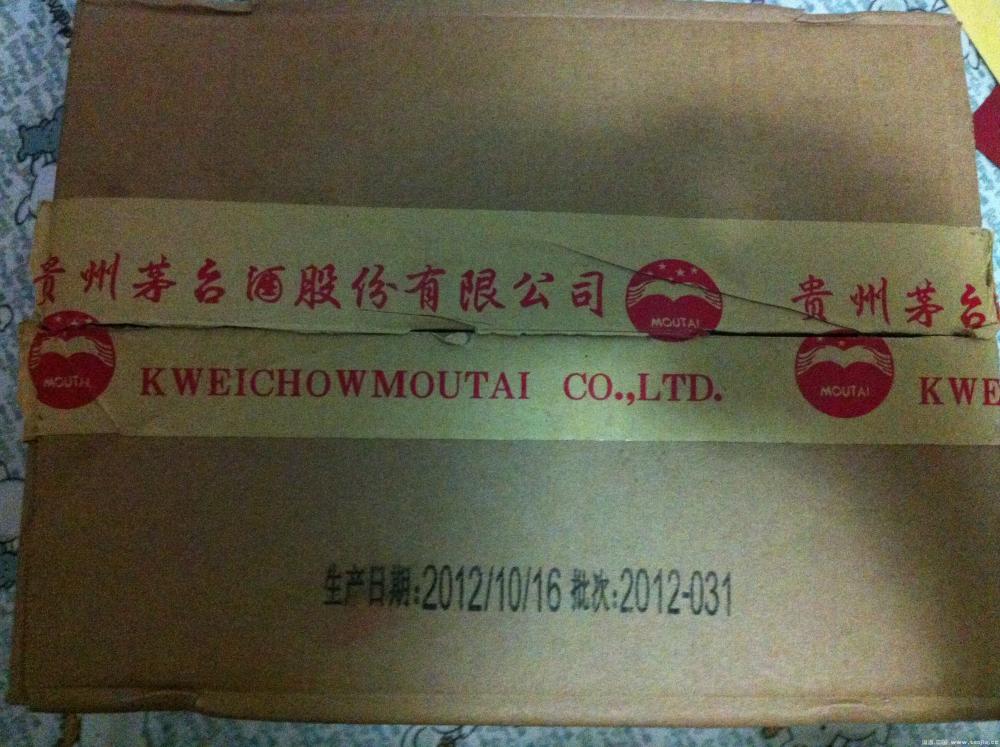 贵州茅台酒股份有限公司 MOUTAI 贵州茅台
MOUTAI KWEICHOWMOUTAI CO.,LTD. MOUTAI KWE
生产日期:2012/10/16 批次:2012-031